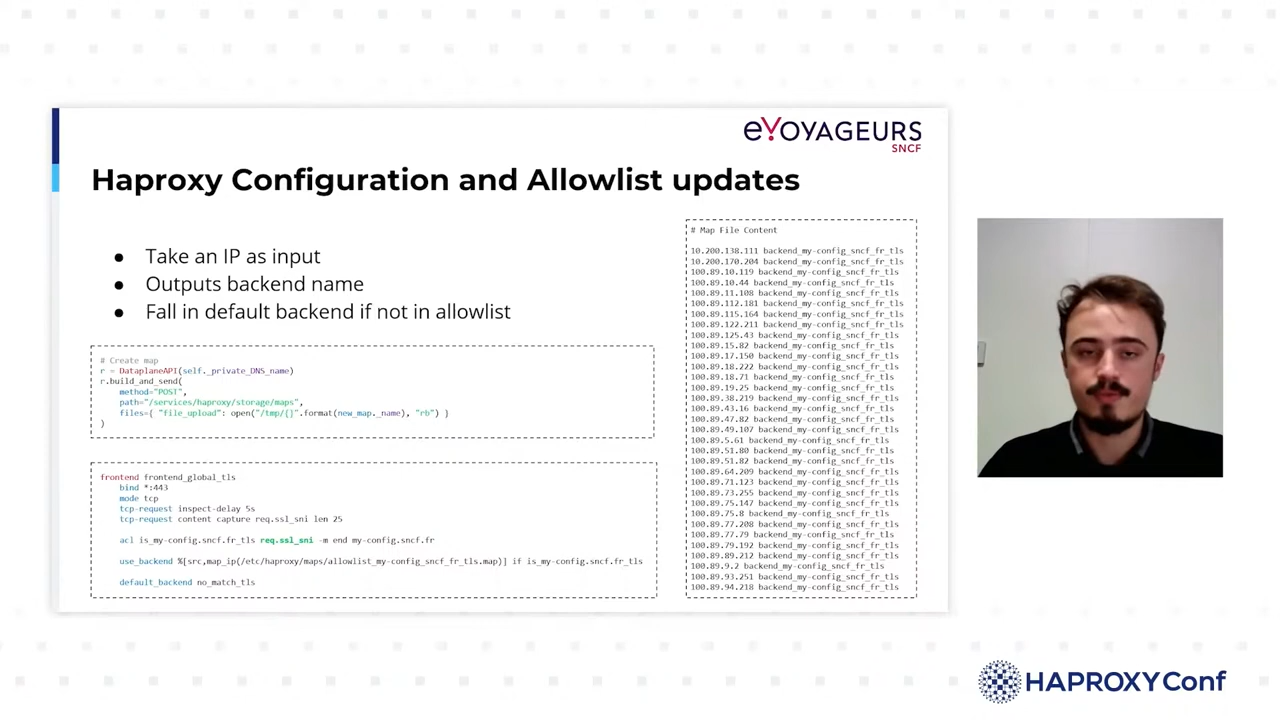 eVOYAGEURS
SNCF
Haproxy Configuration and Allowlist updates
● Take an IP as input
● Outputs backend name
● Fall in default backend if not in allowlist
# Create map
r = DataplaneAPI(self._private_DNS_name)
r.build_and_send(
method="POST",
path="/services/haproxy/storage/maps",
files={ "file_upload": open("/tmp/{}".format(new_map._name), "rb") }
)
frontend frontend_global_tls
bind *:443
mode tcp
tcp-request inspect-delay 5s
tcp-request content capture req.ssl_sni len 25
acl is_my-config.sncf.fr_tls req.ssl_sni -m end my-config.sncf.fr
use_backend %[src,map_ip(/etc/haproxy/maps/allowlist_my-config_sncf_fr_tls.map)] if is_my-config.sncf.fr_tls
default_backend no_match_tls
# Map File Content
10.200.138.111 backend_my-config_sncf_fr_tls
10.200.170.204 backend_my-config_sncf_fr_tls
100.89.10.119 backend_my-config_sncf_fr_tls
100.89.10.44 backend_my-config_sncf_fr_tls
100.89.11.108 backend_my-config_sncf_fr_tls
100.89.112.181 backend_my-config_sncf_fr_tls
100.89.115.164 backend_my-config_sncf_fr_tls
100.89.122.211 backend_my-config_sncf_fr_tls
100.89.125.43 backend_my-config_sncf_fr_tls
100.89.15.82 backend_my-config_sncf_fr_tls
100.89.17.150 backend_my-config_sncf_fr_tls
100.89.18.222 backend_my-config_sncf_fr_tls
100.89.18.71 backend_my-config_sncf_fr_tls
100.89.19.25 backend_my-config_sncf_fr_tls
100.89.38.219 backend_my-config_sncf_fr_tls
100.89.43.16 backend_my-config_sncf_fr_tls
100.89.47.82 backend_my-config_sncf_fr_tls
100.89.49.107 backend_my-config_sncf_fr_tls
100.89.5.61 backend_my-config_sncf_fr_tls
100.89.51.80 backend_my-config_sncf_fr_tls
100.89.51.82 backend_my-config_sncf_fr_tls
100.89.64.209 backend_my-config_sncf_fr_tls
100.89.71.123 backend_my-config_sncf_fr_tls
100.89.73.255 backend_my-config_sncf_fr_tls
100.89.75.147 backend_my-config_sncf_fr_tls
100.89.75.8 backend_my-config_sncf_fr_tls
100.89.77.208 backend_my-config_sncf_fr_tls
100.89.77.79 backend_my-config_sncf_fr_tls
100.89.79.192 backend_my-config_sncf_fr_tls
100.89.89.212 backend_my-config_sncf_fr_tls
100.89.9.2 backend_my-config_sncf_fr_tls
100.89.93.251 backend_my-config_sncf_fr_tls
100.89.94.218 backend_my-config_sncf_fr_tls
HAPROXYConf